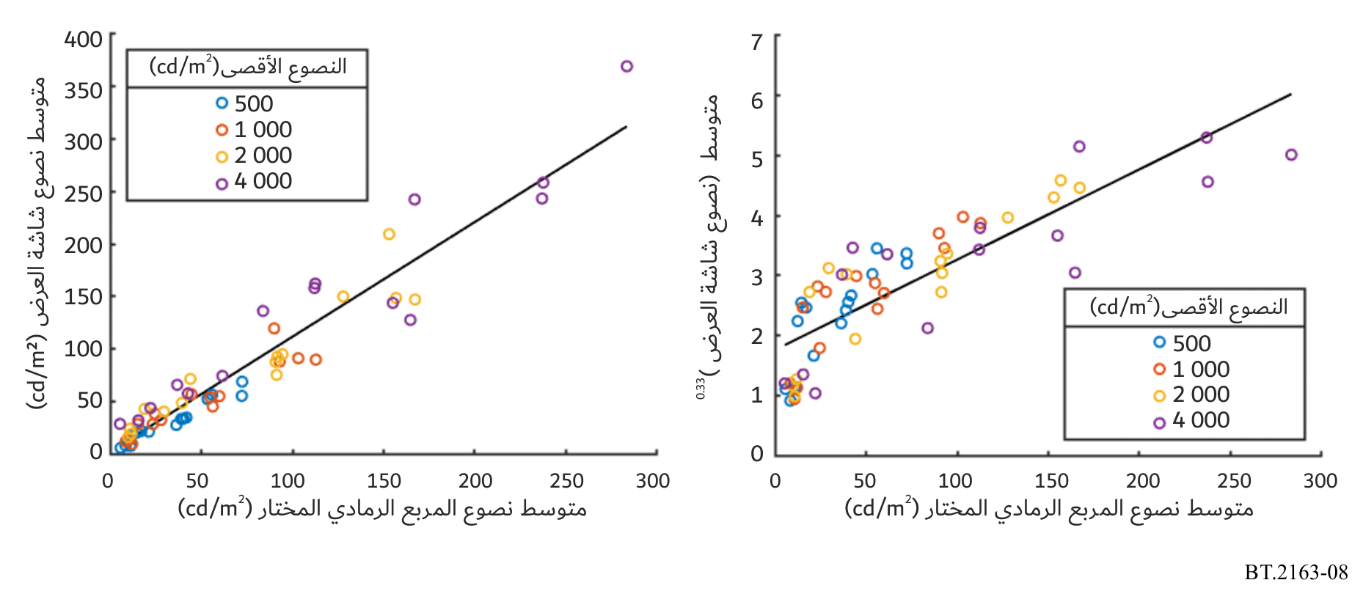 400
350
300
250
200
150
100
50
0
متوسط نصوع شاشة العرض (cd/m²)
النصوع الأقصى(cd/m²)
500
1 000
2 000
4 000
0 50 100 150 200 250 300
متوسط نصوع المربع الرمادي المختار (cd/m²)
7
6
5
4
3
2
1
0
متوسط (نصوع شاشة العرض)0.33
النصوع الأقصى(cd/m²)
500
1 000
2 000
4 000
0 50 100 150 200 250 300
متوسط نصوع المربع الرمادي المختار (cd/m²)
BT.2163-08